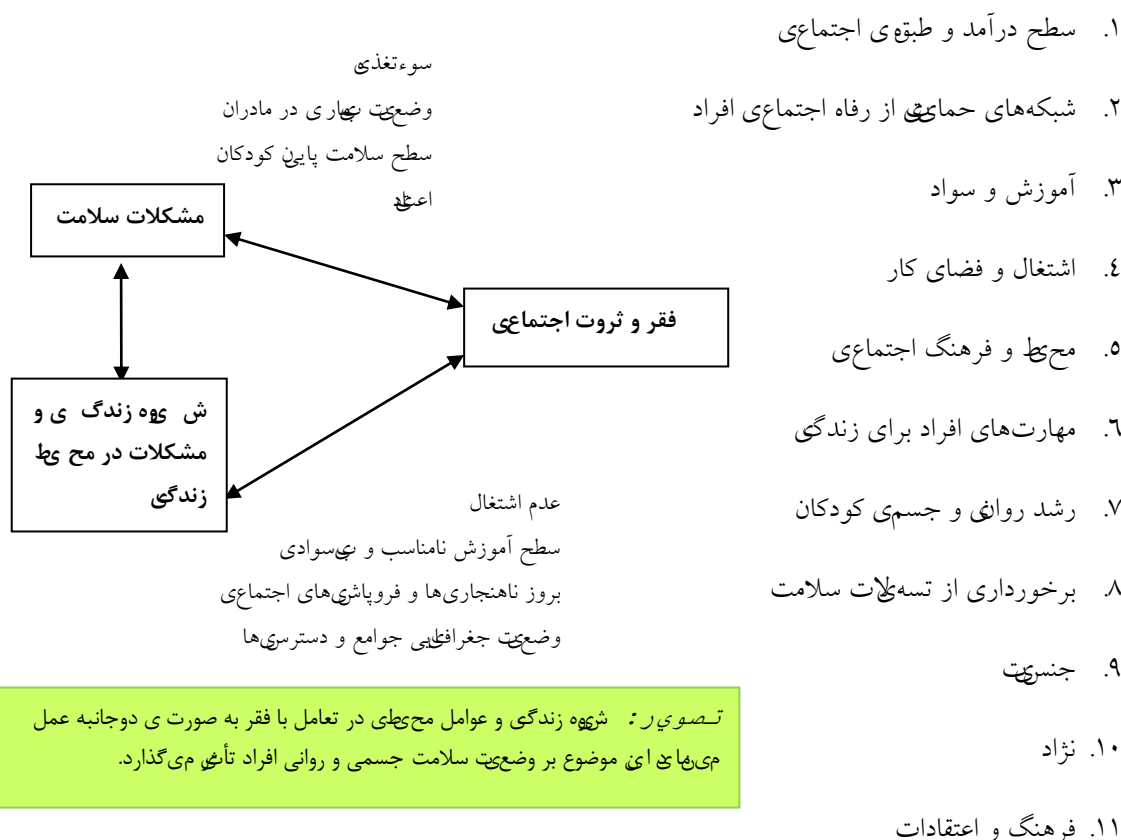 ۱. سطح درآمد و طبقه‌ی اجتماعی
۲. شبکه‌های حمایتی از رفاه اجتماعی افراد
۳. آموزش و سواد
۴. اشتغال و فضای کار
۵. محیط و فرهنگ اجتماعی
۶. مهارت‌های افراد برای زندگی
۷. رشد روانی و جسمی کودکان
۸. برخورداری از تسهیلات سلامت
۹. جنسیت
۱۰. نژاد
۱۱. فرهنگ و اعتقادات
سوءتغذیه
وضعیت بیماری در مادران
سطح سلامت پایین کودکان
اعتیاد
مشکلات سلامت
فقر و ثروت اجتماعی
شیوه زندگی و
مشکلات در محیط
زندگی
عدم اشتغال
سطح آموزش نامناسب و بی‌سوادی
بروز ناهنجاری‌ها و فروپاشی‌های اجتماعی
وضعیت جغرافیایی جوامع و دسترسی‌ها
تصویر: شیوه زندگی و عوامل محیطی در تعامل با فقر به صورت ی دوجانبه عمل
می‌نماید این موضوع بر وضعیت سلامت جسمی و روانی افراد تأثیر می‌گذارد.